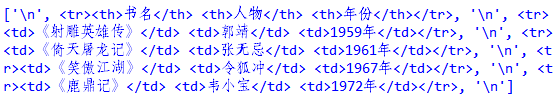 ['\n', <tr><th>书名</th> <th>人物</th> <th>年份</th></tr>, '\n', <tr>
<td>《射雕英雄传》</td> <td>郭靖</td> <td>1959年</td></tr>, '\n', <tr>
<td>《倚天屠龙记》</td> <td>张无忌</td> <td>1961年</td></tr>, '\n', <t
r><td>《笑傲江湖》</td> <td>令狐冲</td> <td>1967年</td></tr>, '\n', <t
r><td>《鹿鼎记》</td> <td>韦小宝</td> <td>1972年</td></tr>, '\n']